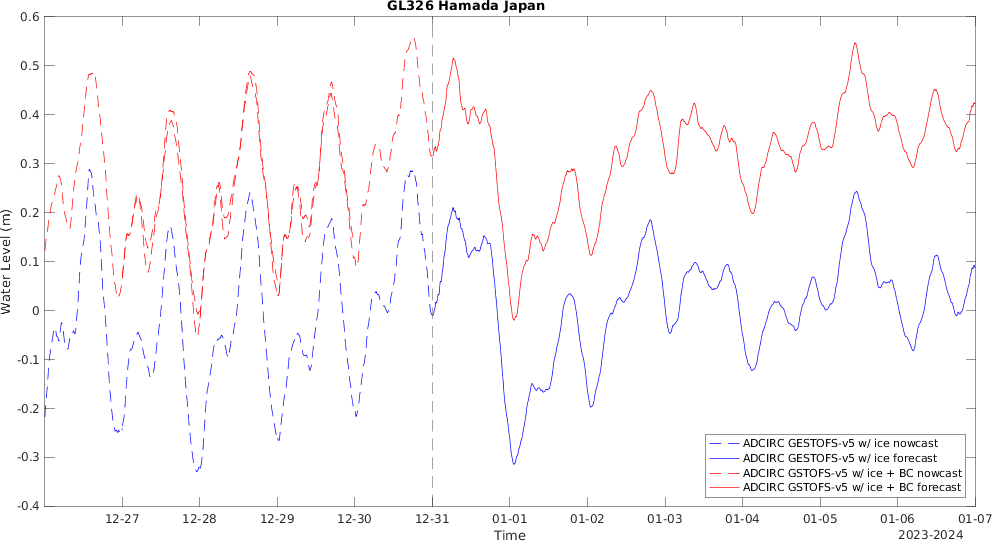 GL326 Hamada Japan
0.6
0.5
0.4
0.3
0.2
0.1
0
-0.1
-0.2
-0.3
-0.4
Water Level (m)
ADCIRC GESTOFS-v5 w/ ice nowcast
ADCIRC GESTOFS-v5 w/ ice forecast
ADCIRC GSTOFS-v5 w/ ice + BC nowcast
ADCIRC GSTOFS-v5 w/ ice + BC forecast
12-27 12-28 12-29 12-30 12-31 01-01 01-02 01-03 01-04 01-05 01-06 01-07
Time
2023-2024